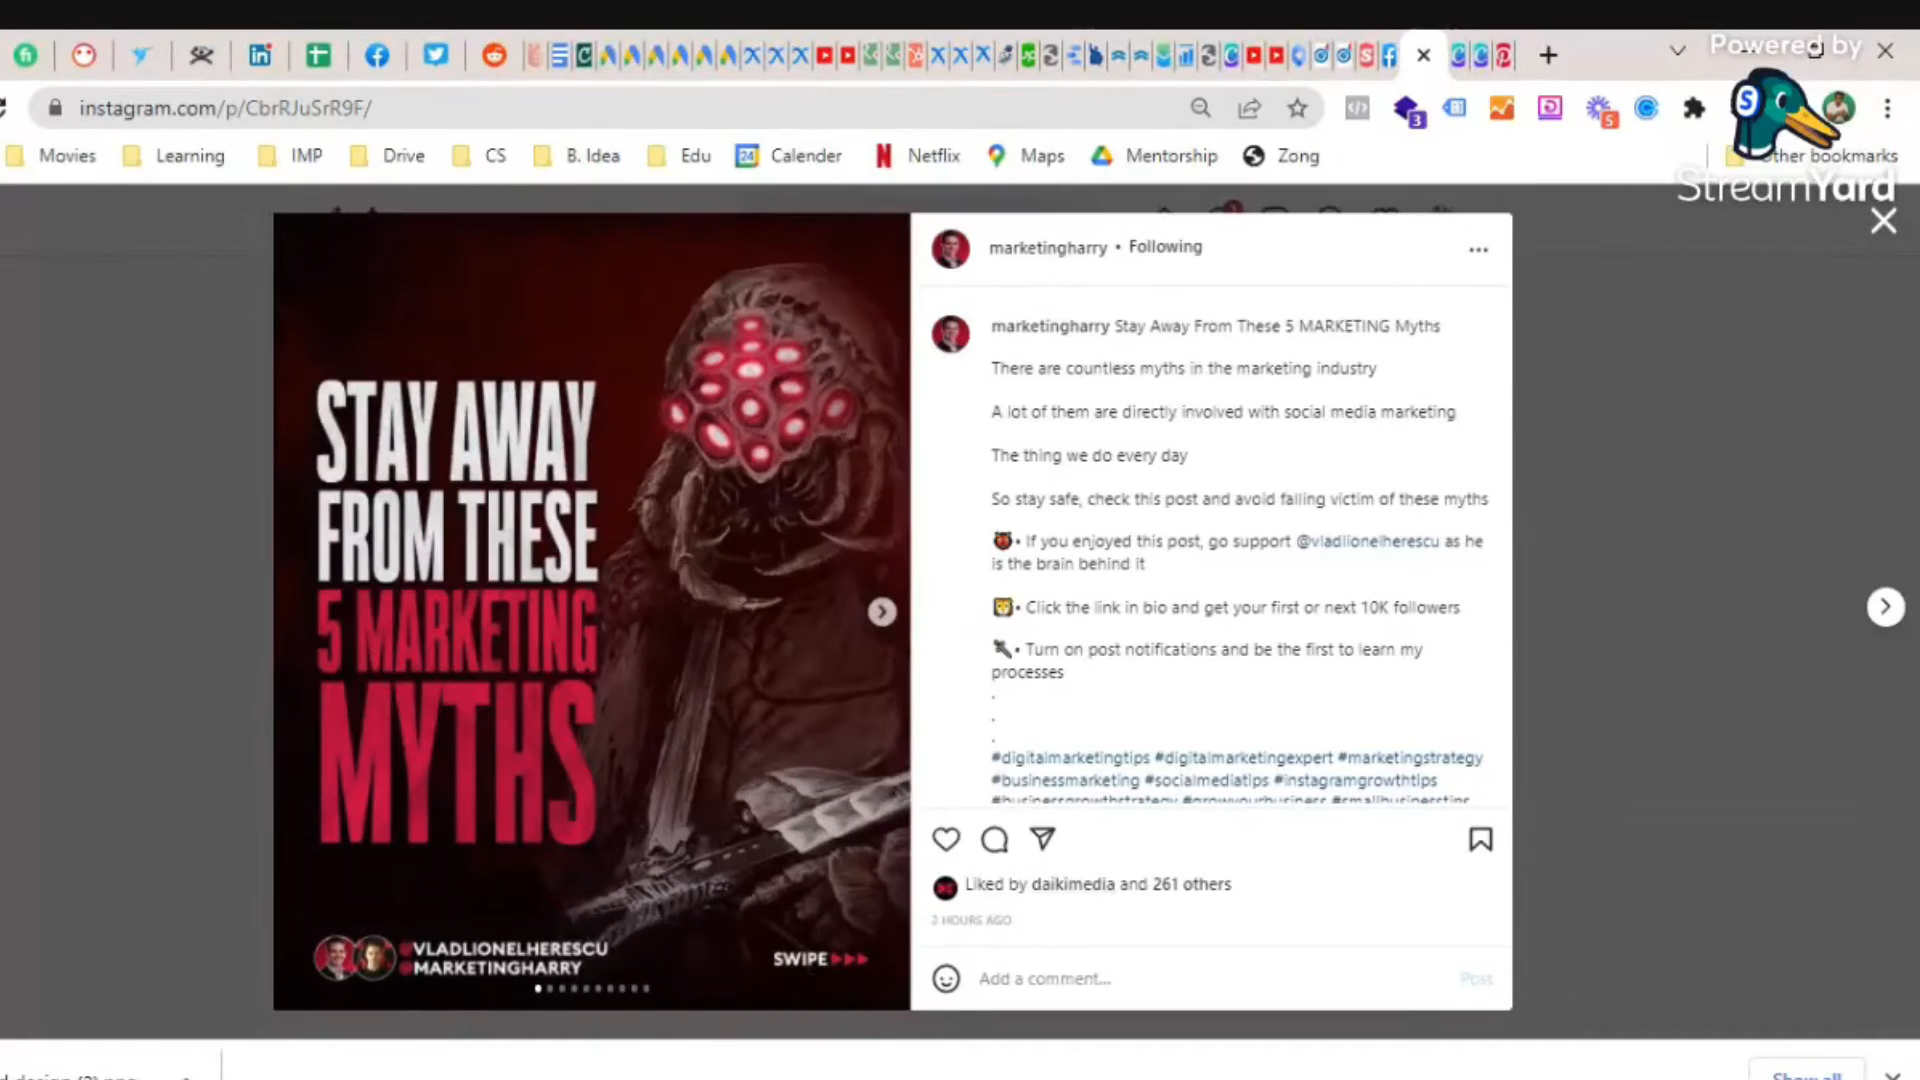 Powered by
StreamYard
instagram.com/p/CbrRJuSrR9F/
3
5
Movies
Learning
IMP
Drive
CS
B. Idea
Edu
24
Calender
Netflix
Maps
Mentorship
Zong
Other bookmarks
STAY AWAY
FROM THESE
5 MARKETING
MYTHS
@VLADLIONELHERESCU
@MARKETINGHARRY
SWIPE
marketingharry • Following
marketingharry Stay Away From These 5 MARKETING Myths
There are countless myths in the marketing industry
A lot of them are directly involved with social media marketing
The thing we do every day
So stay safe, check this post and avoid falling victim of these myths
👹• If you enjoyed this post, go support @vladlionelherescu as he
is the brain behind it
🦁• Click the link in bio and get your first or next 10K followers
🔌• Turn on post notifications and be the first to learn my
processes
.
.
.
#digitalmarketingtips #digitalmarketingexpert #marketingstrategy
#businessmarketing #socialmediatips #instagramgrowthtips
#businessgrowthstrategy #growyourbusiness #smallbusinesstips
Liked by daikimedia and 261 others
2 HOURS AGO
Add a comment...
Post
Show all